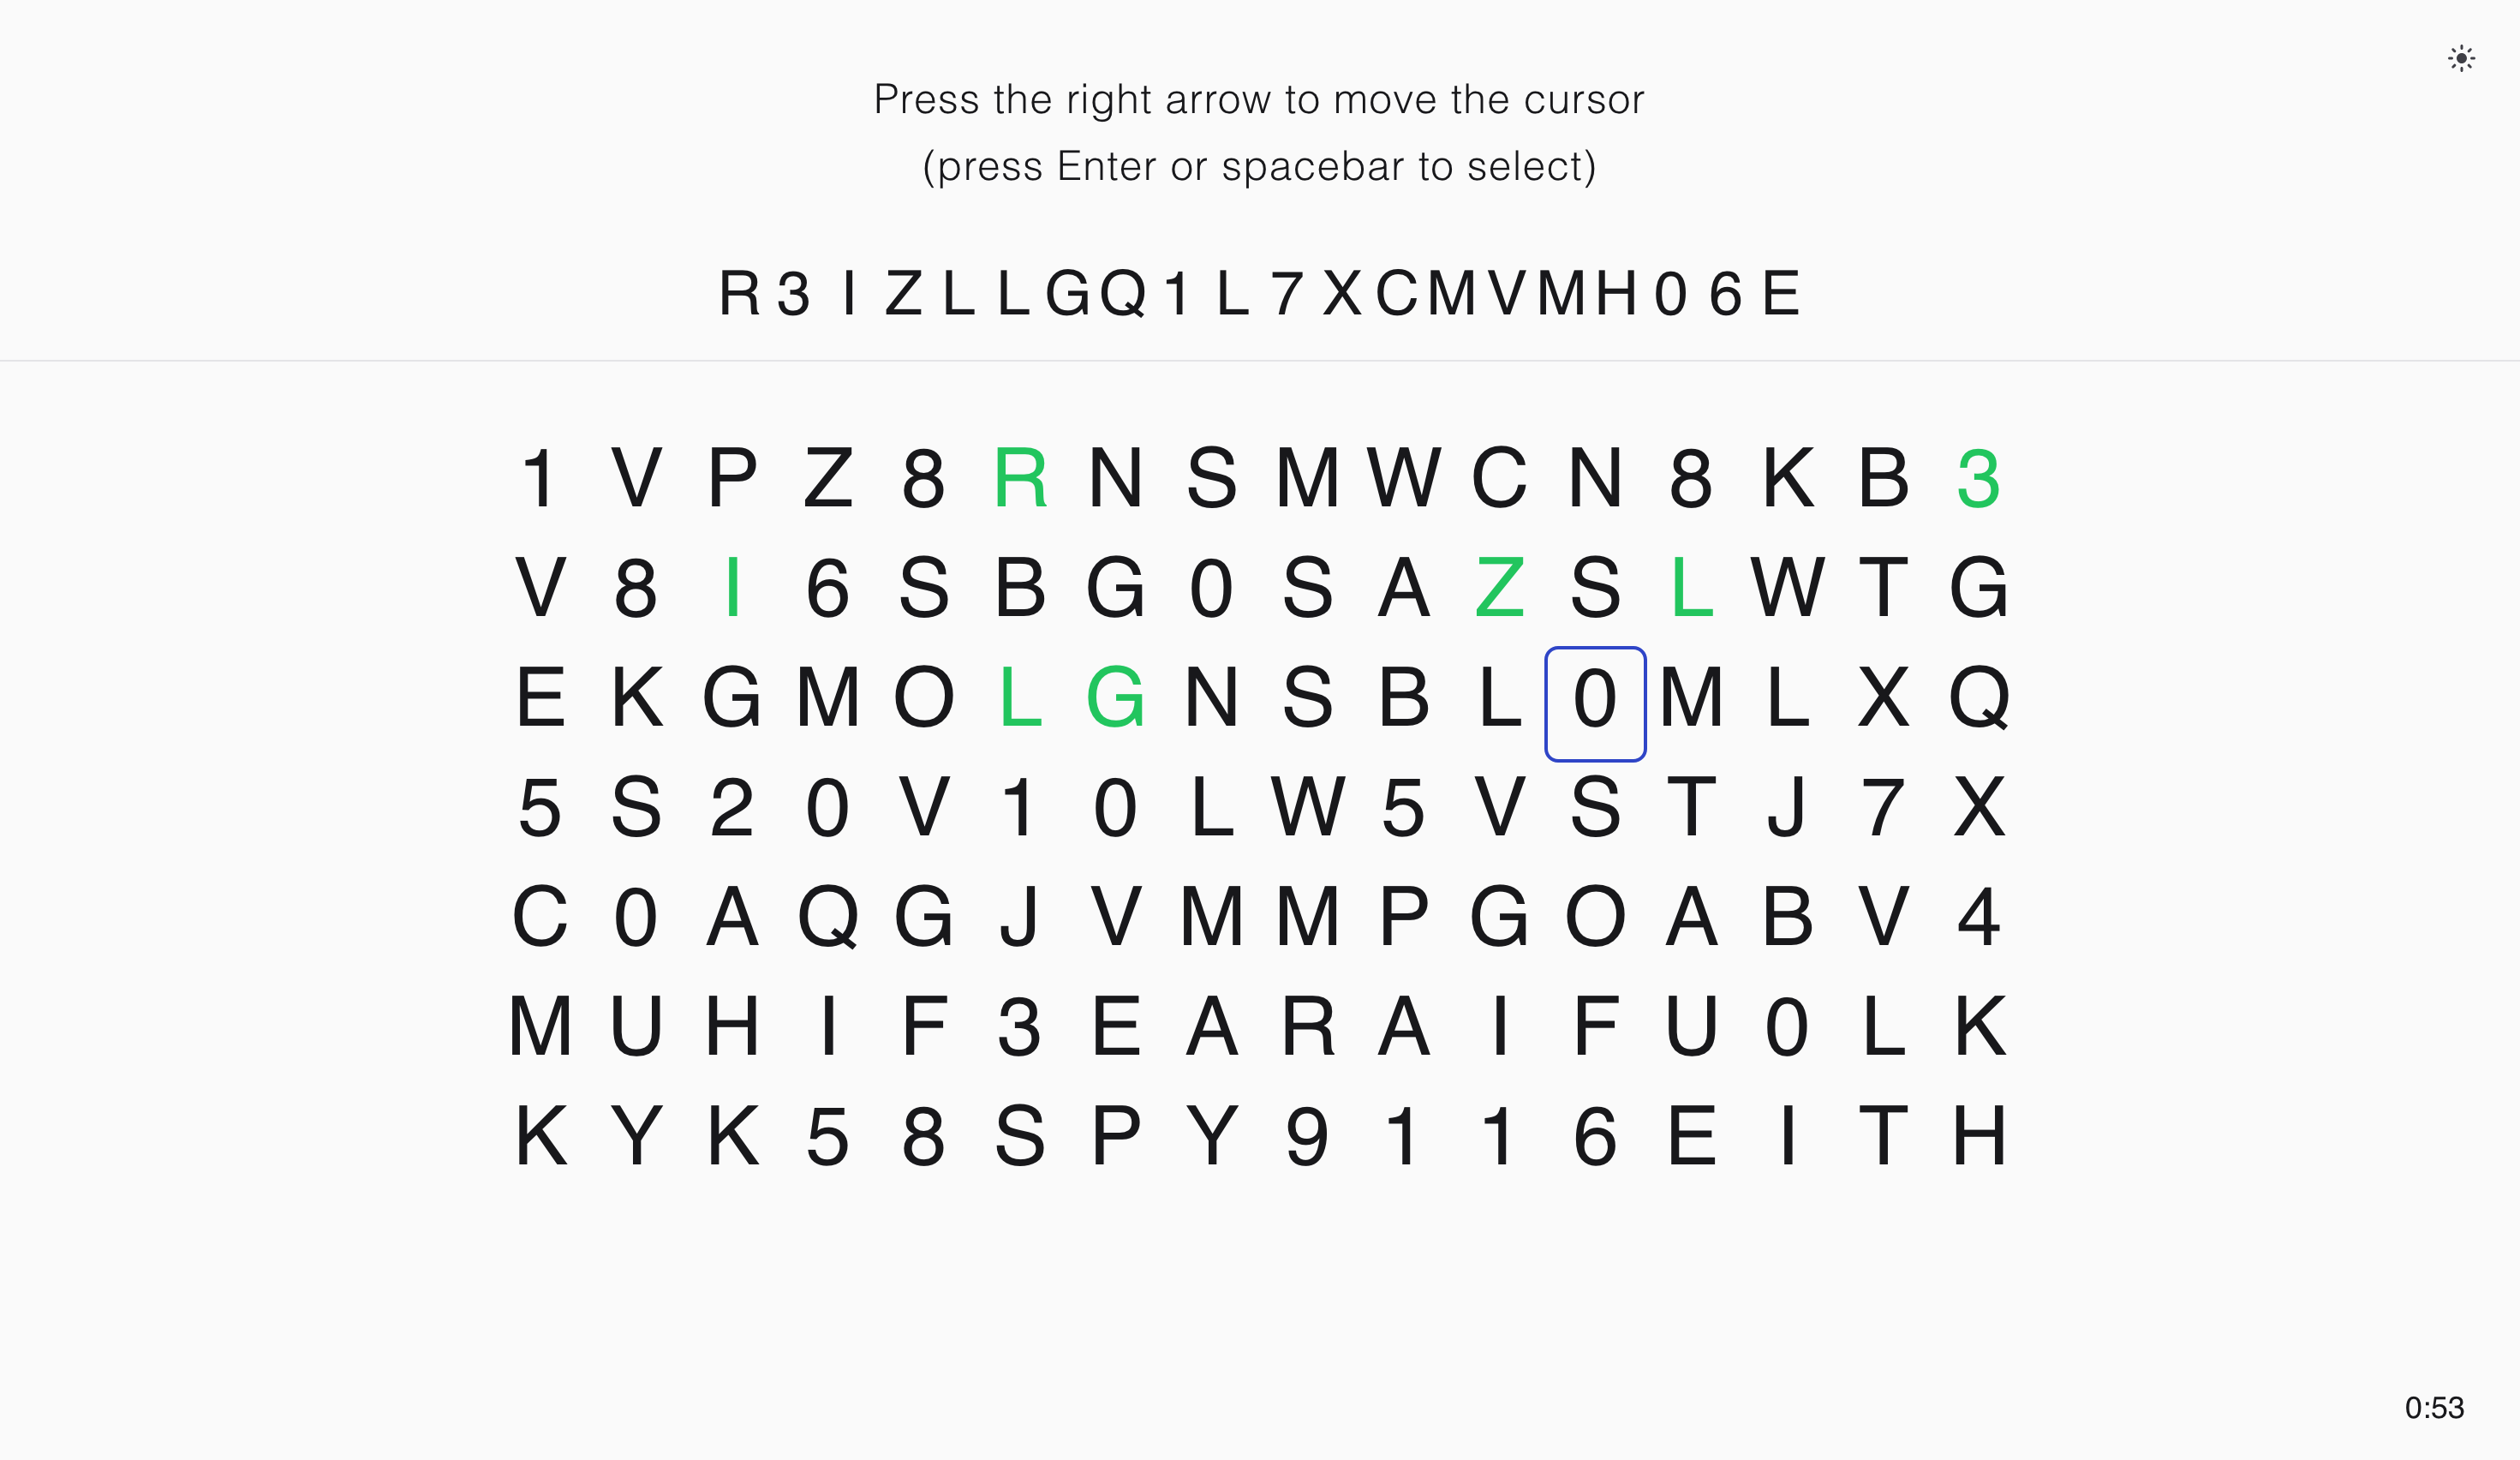 Press the right arrow to move the cursor
(press Enter or spacebar to select)
R 3 I Z L L G Q 1 L 7 X C M V M H 0 6 E
1 V P Z 8 R N S M W C N 8 K B 3
V 8 I 6 S B G 0 S A Z S L W T G
E K G M O L G N S B L 0 M L X Q
5 S 2 0 V 1 0 L W 5 V S T J 7 X
C 0 A Q G J V M M P G O A B V 4
M U H I F 3 E A R A I F U 0 L K
K Y K 5 8 S P Y 9 1 1 6 E I T H
0:53